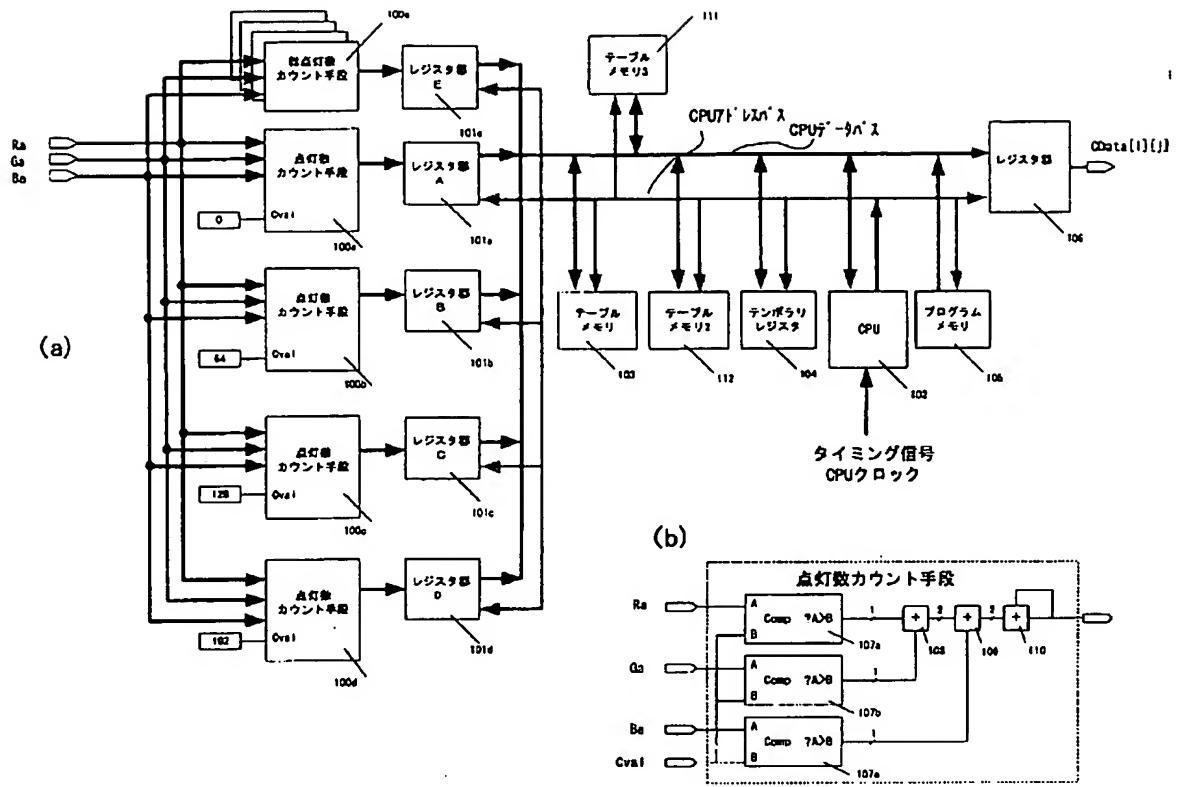 111
100e
微点灯数
カウント手段
レジスタ部
E
101e
テーブル
メモリ3
CPUアドレスバス
CPUデータバス
Ra
Ga
Ba
点灯数
カウント手段
Cval
0
100a
レジスタ部
A
101a
レジスタ部
106
CData[i][j]
(a)
点灯数
カウント手段
Cval
64
100b
レジスタ部
B
101b
テーブル
メモリ
103
テーブル
メモリ2
112
テンポラリ
レジスタ
104
CPU
102
プログラム
メモリ
105
タイミング信号
CPUクロック
点灯数
カウント手段
Cval
128
100c
レジスタ部
C
101c
点灯数
カウント手段
Cval
192
100d
レジスタ部
D
101d
(b)
点灯数カウント手段
Ra
A
Comp ?A>B
B
107a
1
+
108
2
+
109
2
+
110
Ga
A
Comp ?A>B
B
107b
1
Ba
A
Comp ?A>B
B
107a
1
Cval